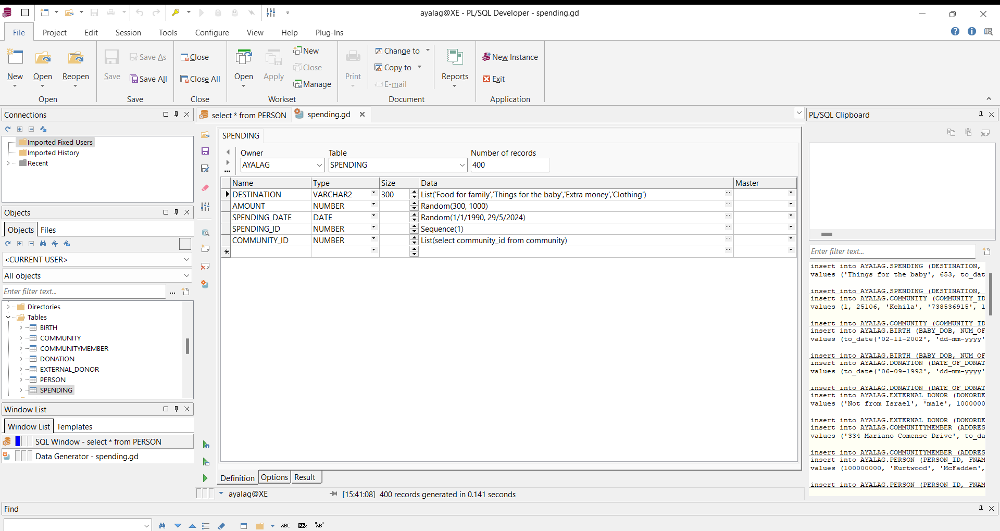 ayalag@XE - PL/SQL Developer - spending.gd
File Project Edit Session Tools Configure View Help Plug-Ins
New Open Reopen
Open
Save Save As Save All
Save
Close Close All
Close
Open Apply New Close Manage
Workset
Print Change to Copy to E-mail Reports
Document
New Instance
Exit
Application
Connections
Imported Fixed Users
Imported History
Recent
Objects
Objects Files
<CURRENT USER>
All objects
Enter filter text...
Directories
Tables
BIRTH
COMMUNITY
COMMUNITYMEMBER
DONATION
EXTERNAL_DONOR
PERSON
SPENDING
Window List
Window List Templates
SQL Window - select * from PERSON
Data Generator - spending.gd
select * from PERSON spending.gd
SPENDING
Owner Table Number of records
AYALAG SPENDING 400
Name Type Size Data Master
DESTINATION VARCHAR2 300 List('Food for family','Things for the baby','Extra money','Clothing')
AMOUNT NUMBER Random(300, 1000)
SPENDING_DATE DATE Random(1/1/1990, 29/5/2024)
SPENDING_ID NUMBER Sequence(1)
COMMUNITY_ID NUMBER List(select community_id from community)
Definition Options Result
ayalag@XE [15:41:08] 400 records generated in 0.141 seconds
PL/SQL Clipboard
Enter filter text...
insert into AYALAG.SPENDING (DESTINATION,
values ('Things for the baby', 653, to_dat
insert into AYALAG.SPENDING (DESTINATION,
insert into AYALAG.COMMUNITY (COMMUNITY_ID
values (1, 25106, 'Kehila', '738536915', 1
insert into AYALAG.COMMUNITY (COMMUNITY_ID
insert into AYALAG.BIRTH (BABY_DOB, NUM_OF
values (to_date('02-11-2002', 'dd-mm-yyyy'
insert into AYALAG.BIRTH (BABY_DOB, NUM_OF
insert into AYALAG.DONATION (DATE_OF_DONAT
values (to_date('06-09-1992', 'dd-mm-yyyy'
insert into AYALAG.DONATION (DATE_OF_DONAT
insert into AYALAG.EXTERNAL_DONOR (DONORDE
values ('Not from Israel', 'male', 1000000
insert into AYALAG.EXTERNAL_DONOR (DONORDE
insert into AYALAG.COMMUNITYMEMBER (ADDRES
values ('334 Mariano Comense Drive', to_da
insert into AYALAG.COMMUNITYMEMBER (ADDRES
insert into AYALAG.PERSON (PERSON_ID, FNAM
values (100000000, 'Kurtwood', 'McFadden',
insert into AYALAG.PERSON (PERSON_ID, FNAM
Find
ABC AB "AB"